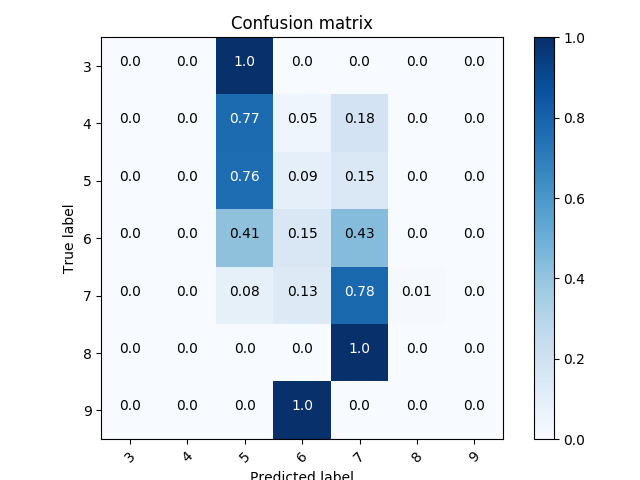 Confusion matrix
True label
3 0.0 0.0 1.0 0.0 0.0 0.0 0.0
4 0.0 0.0 0.77 0.05 0.18 0.0 0.0
5 0.0 0.0 0.76 0.09 0.15 0.0 0.0
6 0.0 0.0 0.41 0.15 0.43 0.0 0.0
7 0.0 0.0 0.08 0.13 0.78 0.01 0.0
8 0.0 0.0 0.0 0.0 1.0 0.0 0.0
9 0.0 0.0 0.0 1.0 0.0 0.0 0.0
3 4 5 6 7 8 9
Predicted label
1.0
0.8
0.6
0.4
0.2
0.0